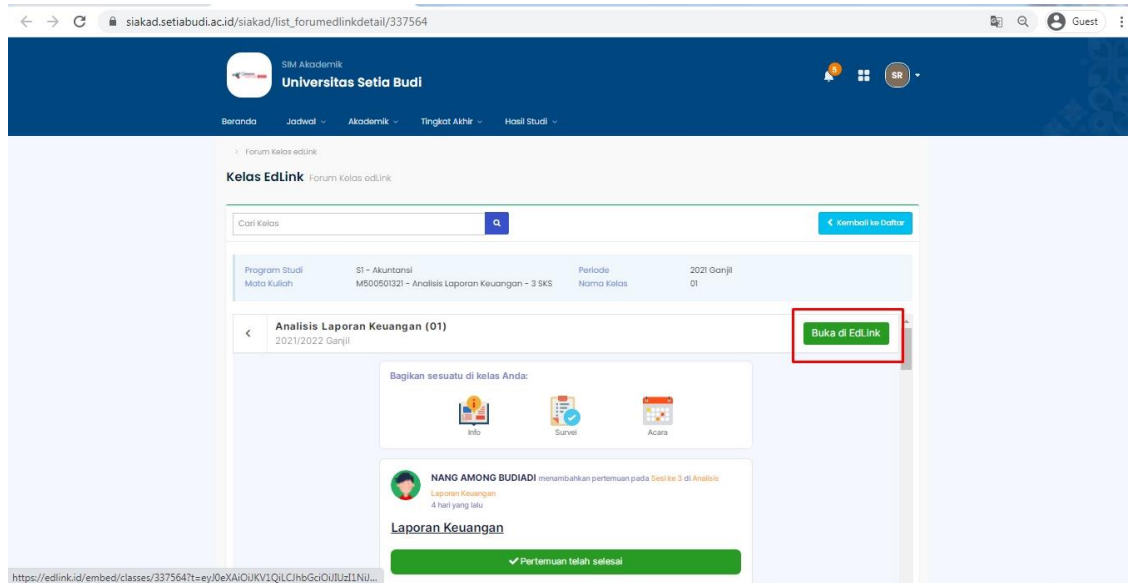 siakad.setiabudi.ac.id/siakad/list_forumedlinkdetail/337564
Guest
SIM Akademik
Universitas Setia Budi
5
SR
Beranda Jadwal Akademik Tingkat Akhir Hasil Studi
Forum Kelas edLink
Kelas EdLink Forum Kelas edLink
Cari Kelas
Kembali ke Daftar
Program Studi S1 - Akuntansi Periode 2021 Ganjil
Mata Kuliah M500501321 - Analisis Laporan Keuangan - 3 SKS Nama Kelas 01
Analisis Laporan Keuangan (01)
2021/2022 Ganjil
Buka di EdLink
Bagikan sesuatu di kelas Anda:
Info Survei Acara
NANG AMONG BUDIADI menambahkan pertemuan pada Sesi ke 3 di Analisis
Laporan Keuangan
4 hari yang lalu
Laporan Keuangan
Pertemuan telah selesai
https://edlink.id/embed/classes/337564?t=eyJ0eXAiOiJKV1QiLCJhbGciOiJIUzI1NiJ...